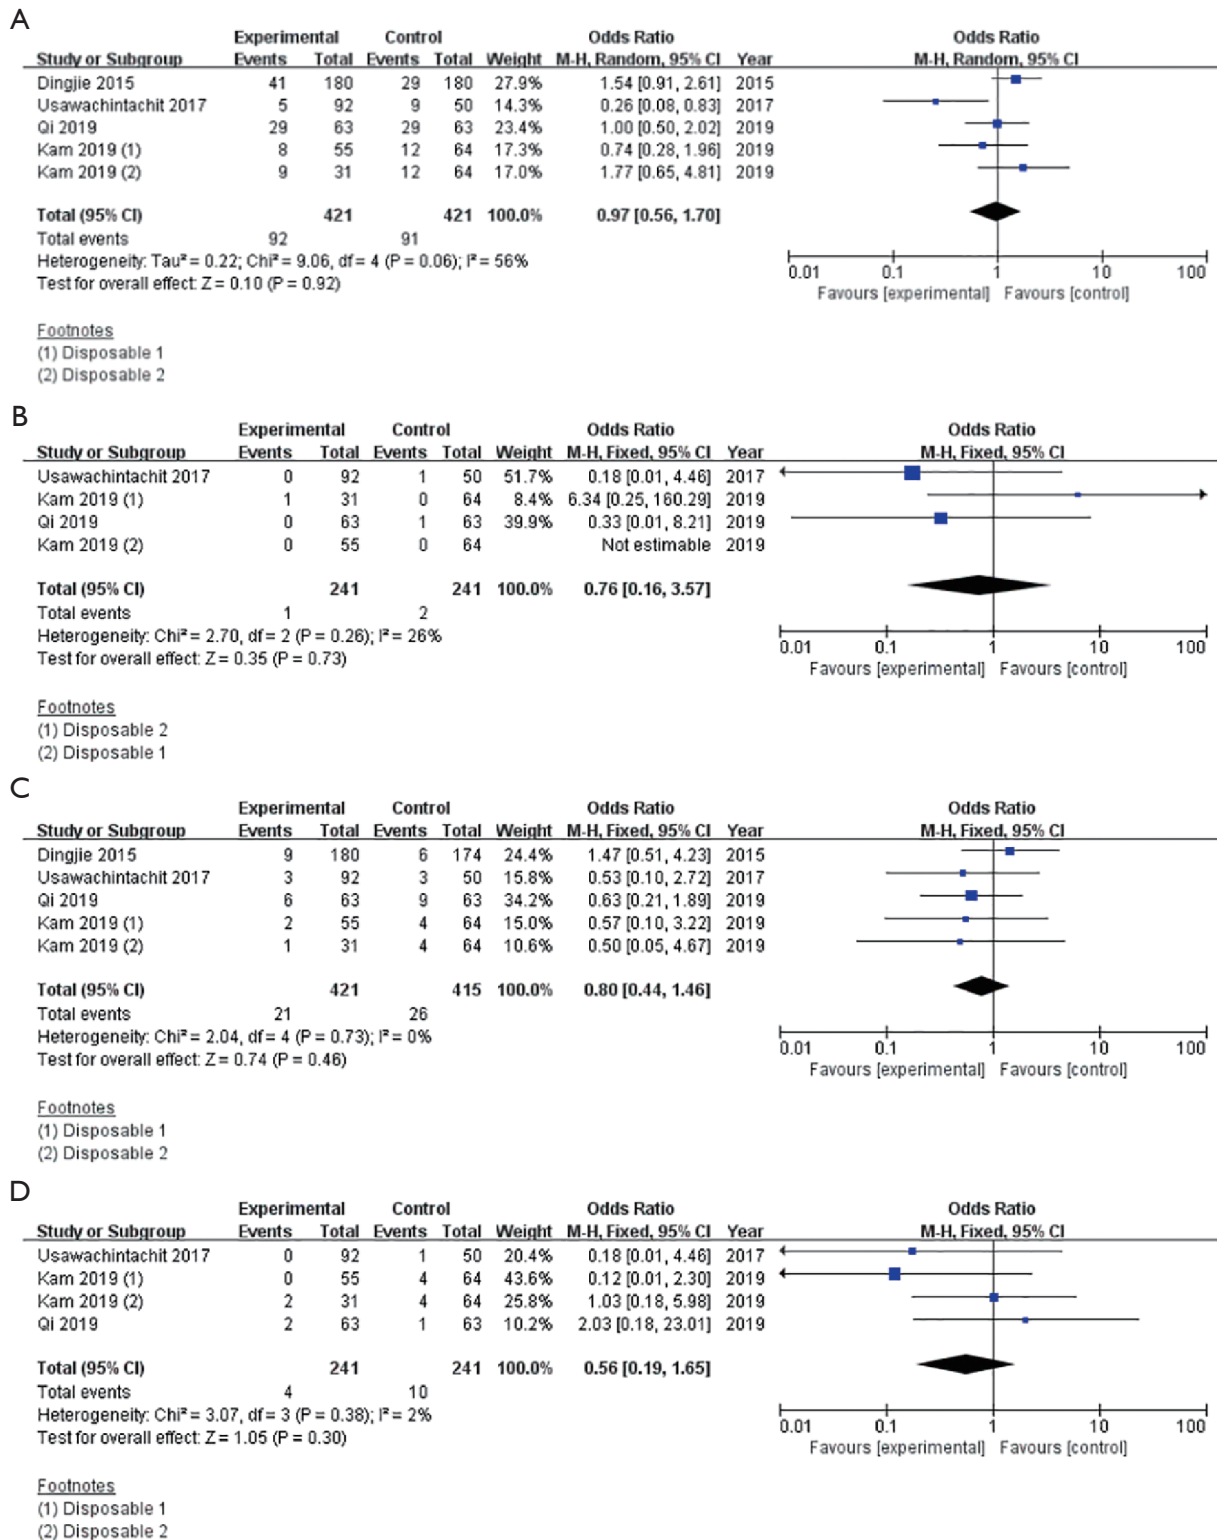 A
Experimental Control Odds Ratio Odds Ratio
Study or Subgroup Events Total Events Total Weight M-H, Random, 95% CI Year M-H, Random, 95% CI
Dingjie 2015 41 180 29 180 27.9% 1.54 [0.91, 2.61] 2015
Usawachintachit 2017 5 92 9 50 14.3% 0.26 [0.08, 0.83] 2017
Qi 2019 29 63 29 63 23.4% 1.00 [0.50, 2.02] 2019
Kam 2019 (1) 8 55 12 64 17.3% 0.74 [0.28, 1.96] 2019
Kam 2019 (2) 9 31 12 64 17.0% 1.77 [0.65, 4.81] 2019
Total (95% CI) 421 421 100.0% 0.97 [0.56, 1.70]
Total events 92 91
Heterogeneity: Tau² = 0.22; Chi² = 9.06, df = 4 (P = 0.06); I² = 56%
Test for overall effect: Z = 0.10 (P = 0.92)
0.01 0.1 1 10 100
Favours [experimental] Favours [control]
Footnotes
(1) Disposable 1
(2) Disposable 2
B
Experimental Control Odds Ratio Odds Ratio
Study or Subgroup Events Total Events Total Weight M-H, Fixed, 95% CI Year M-H, Fixed, 95% CI
Usawachintachit 2017 0 92 1 50 51.7% 0.18 [0.01, 4.46] 2017
Kam 2019 (1) 1 31 0 64 8.4% 6.34 [0.25, 160.29] 2019
Qi 2019 0 63 1 63 39.9% 0.33 [0.01, 8.21] 2019
Kam 2019 (2) 0 55 0 64 Not estimable 2019
Total (95% CI) 241 241 100.0% 0.76 [0.16, 3.57]
Total events 1 2
Heterogeneity: Chi² = 2.70, df = 2 (P = 0.26); I² = 26%
Test for overall effect: Z = 0.35 (P = 0.73)
0.01 0.1 1 10 100
Favours [experimental] Favours [control]
Footnotes
(1) Disposable 2
(2) Disposable 1
C
Experimental Control Odds Ratio Odds Ratio
Study or Subgroup Events Total Events Total Weight M-H, Fixed, 95% CI Year M-H, Fixed, 95% CI
Dingjie 2015 9 180 6 174 24.4% 1.47 [0.51, 4.23] 2015
Usawachintachit 2017 3 92 3 50 15.8% 0.53 [0.10, 2.72] 2017
Qi 2019 6 63 9 63 34.2% 0.63 [0.21, 1.89] 2019
Kam 2019 (1) 2 55 4 64 15.0% 0.57 [0.10, 3.22] 2019
Kam 2019 (2) 1 31 4 64 10.6% 0.50 [0.05, 4.67] 2019
Total (95% CI) 421 415 100.0% 0.80 [0.44, 1.46]
Total events 21 26
Heterogeneity: Chi² = 2.04, df = 4 (P = 0.73); I² = 0%
Test for overall effect: Z = 0.74 (P = 0.46)
0.01 0.1 1 10 100
Favours [experimental] Favours [control]
Footnotes
(1) Disposable 1
(2) Disposable 2
D
Experimental Control Odds Ratio Odds Ratio
Study or Subgroup Events Total Events Total Weight M-H, Fixed, 95% CI Year M-H, Fixed, 95% CI
Usawachintachit 2017 0 92 1 50 20.4% 0.18 [0.01, 4.46] 2017
Kam 2019 (1) 0 55 4 64 43.6% 0.12 [0.01, 2.30] 2019
Kam 2019 (2) 2 31 4 64 25.8% 1.03 [0.18, 5.98] 2019
Qi 2019 2 63 1 63 10.2% 2.03 [0.18, 23.01] 2019
Total (95% CI) 241 241 100.0% 0.56 [0.19, 1.65]
Total events 4 10
Heterogeneity: Chi² = 3.07, df = 3 (P = 0.38); I² = 2%
Test for overall effect: Z = 1.05 (P = 0.30)
0.01 0.1 1 10 100
Favours [experimental] Favours [control]
Footnotes
(1) Disposable 1
(2) Disposable 2